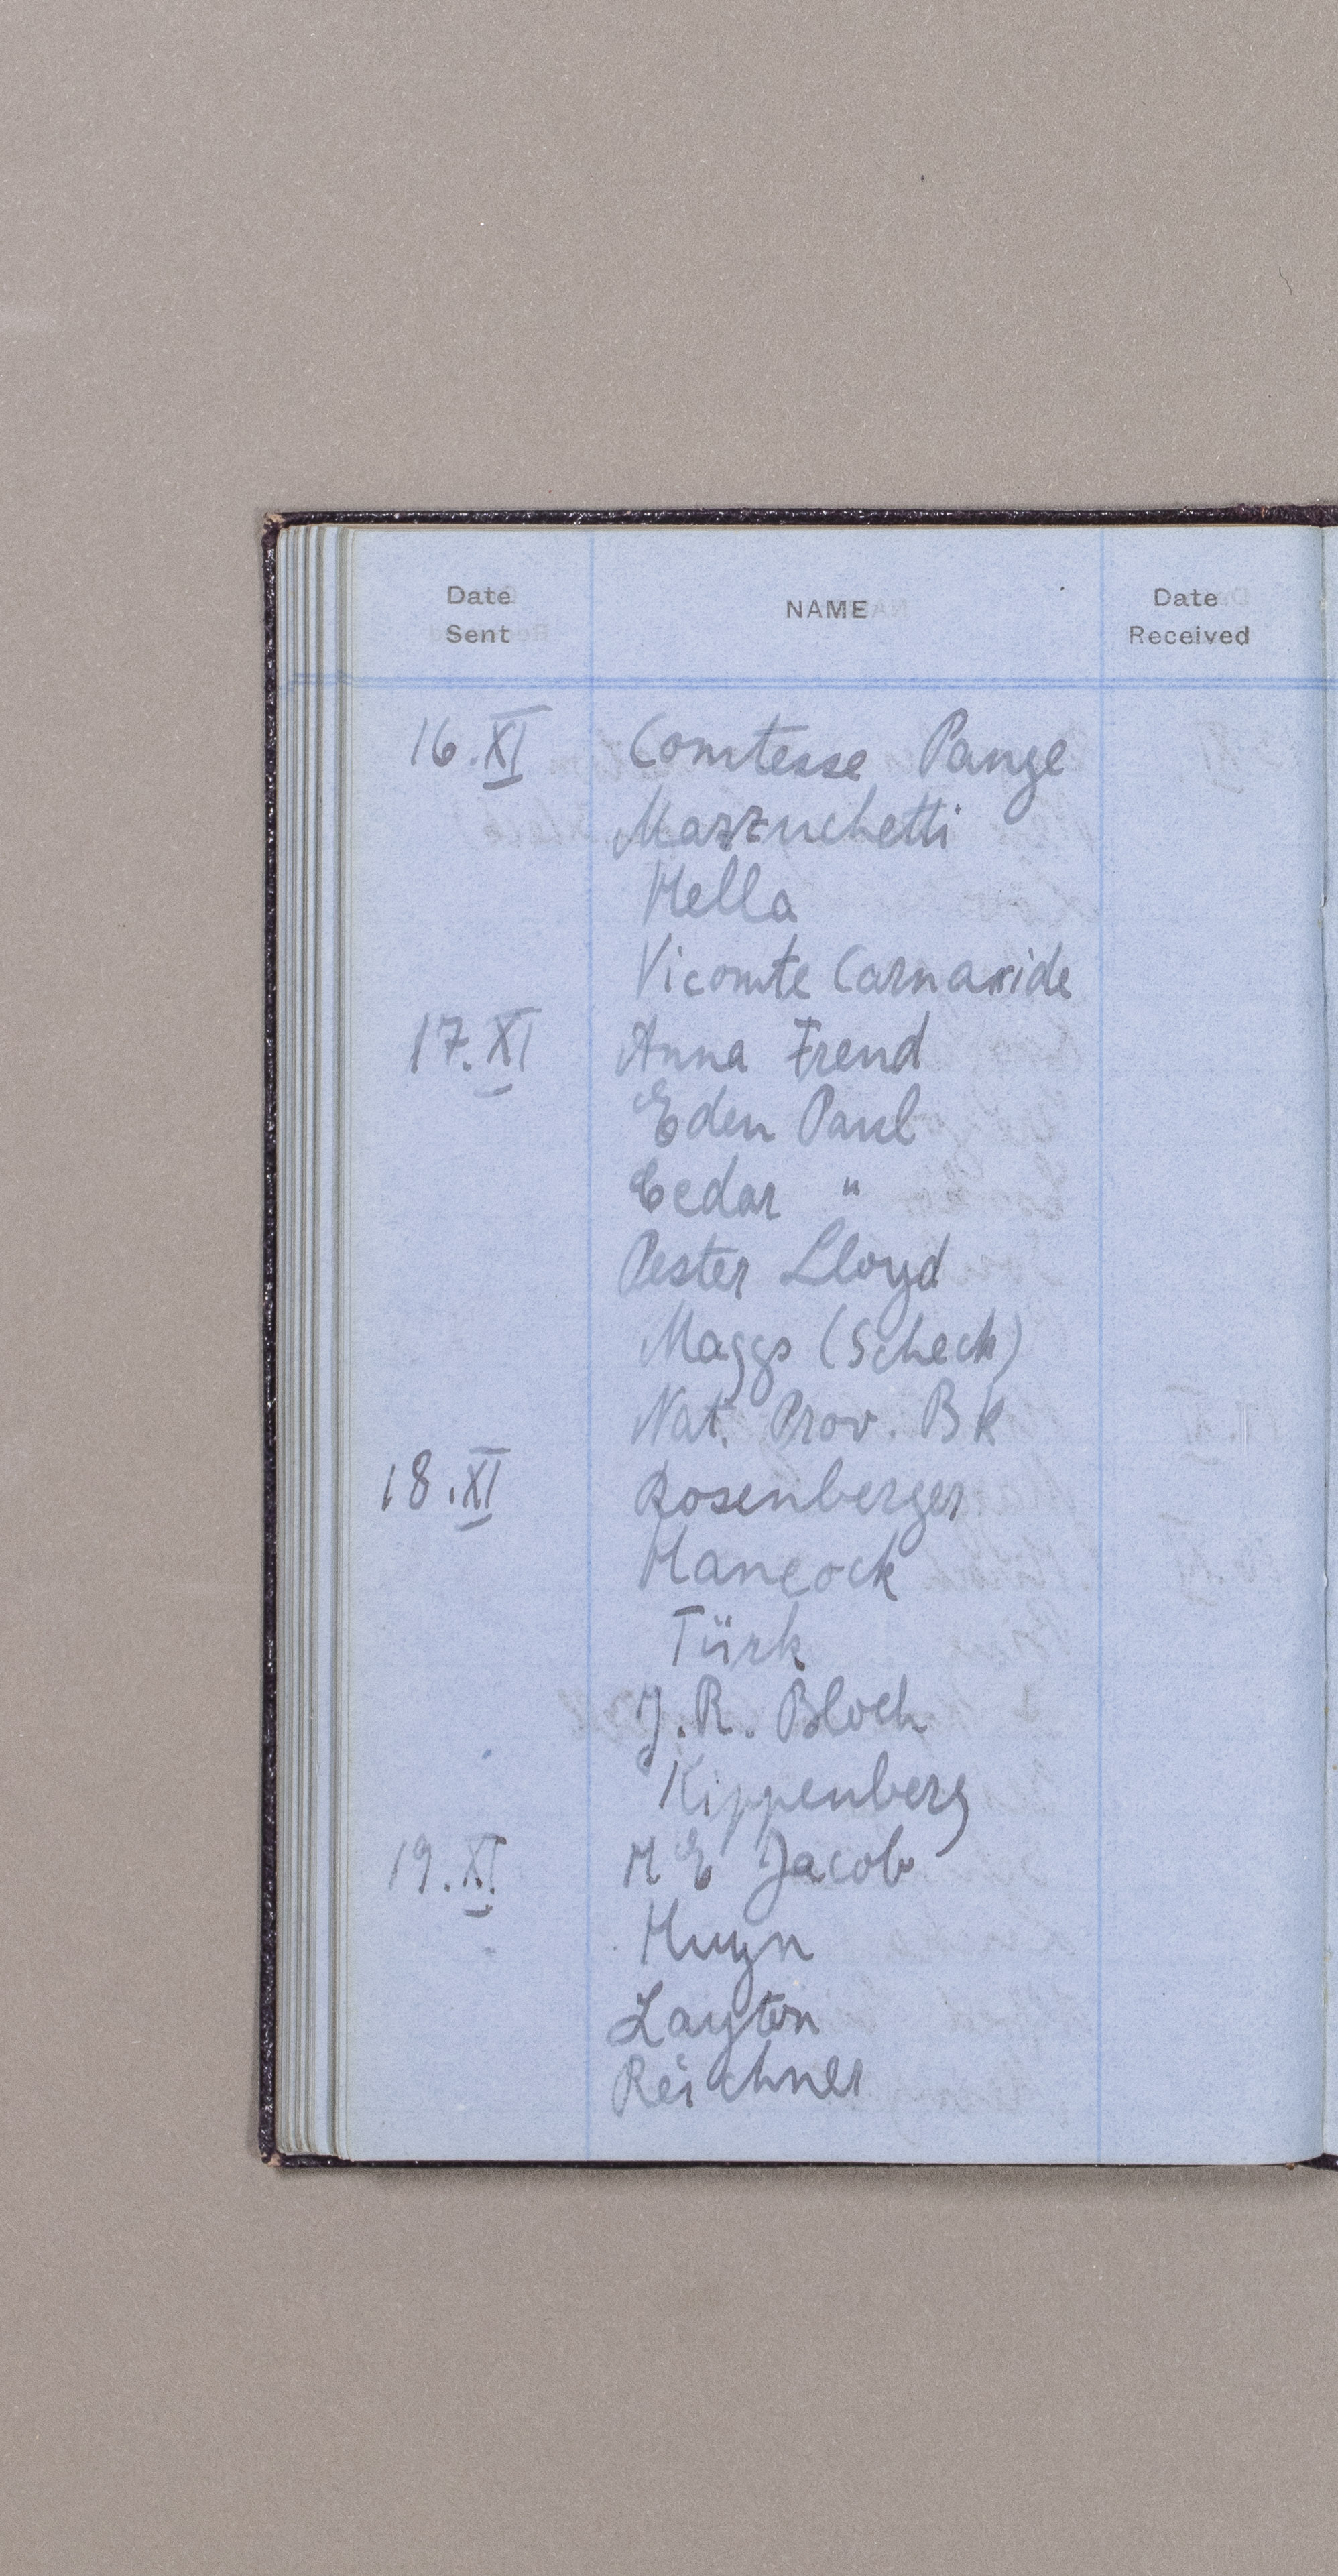 Date Sent NAME Date Received
16.XI Comtesse Pange
Mazzuchetti
Hella
Vicomte Carnaxide
17.XI Anna Freud
Eden Paul
Cedar "
Pester Lloyd
Maggs (Scheck)
Nat. Prov. Bk
18.XI Rosenberger
Hancock
Türk
J. R. Bloch
Kippenberg
19.XI H E Jacob
Huyn
Layton
Reichner